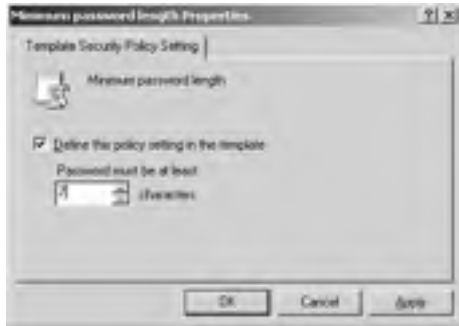 Minimum password length Properties
? ×
Template Security Policy Setting
Minimum password length
Define this policy setting in the template
Password must be at least
7 characters
OK Cancel Apply